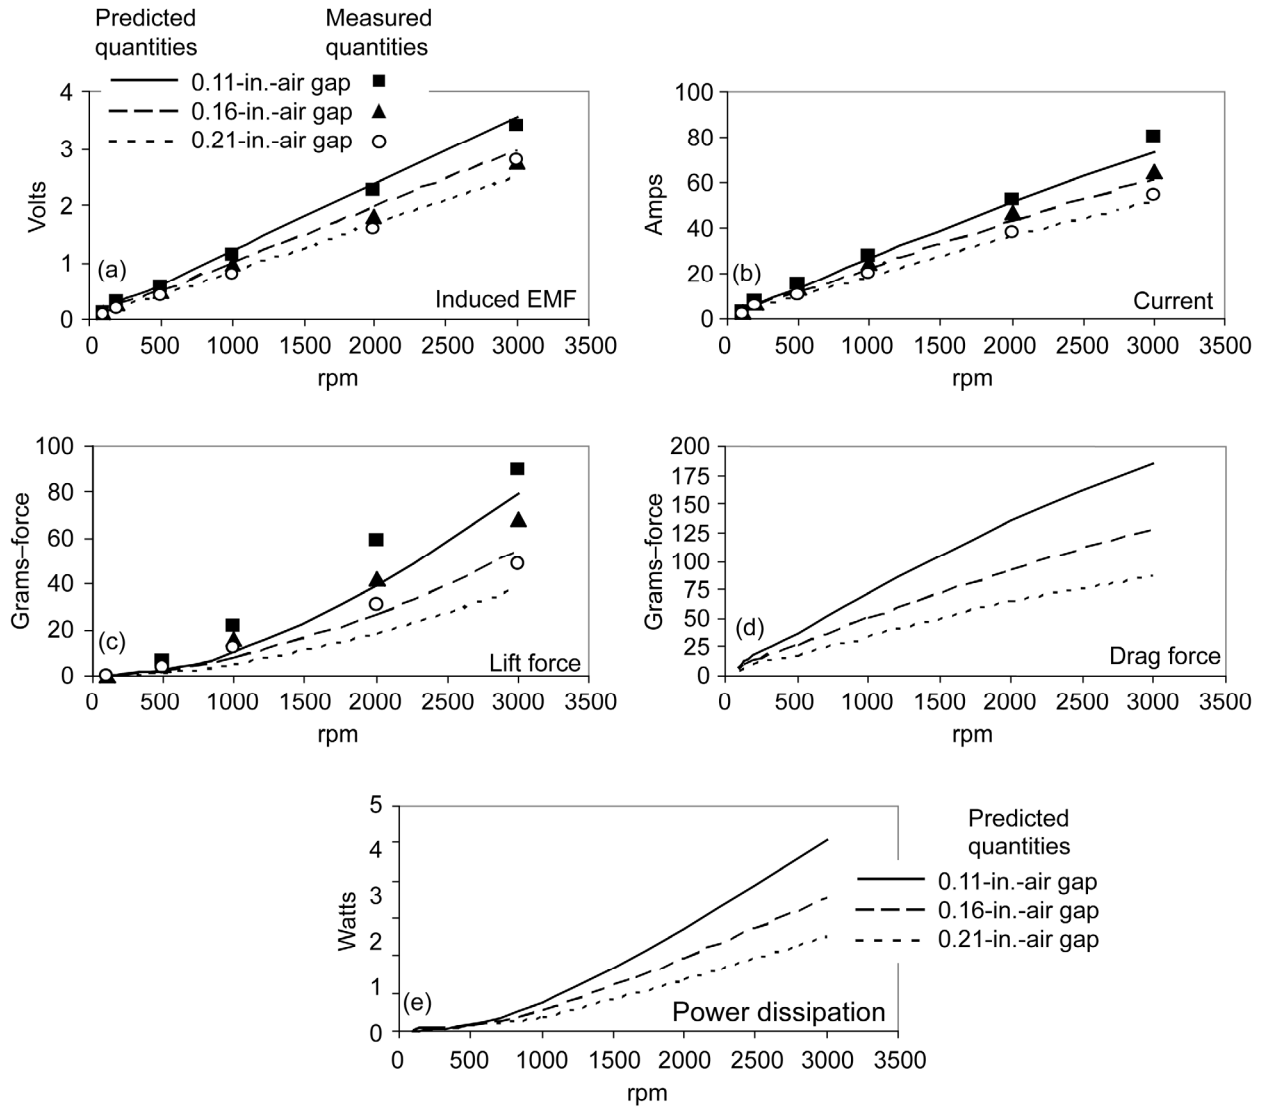 Predicted quantities
Measured quantities
0.11-in.-air gap
0.16-in.-air gap
0.21-in.-air gap
4
3
2
1
0
Volts
(a)
Induced EMF
0 500 1000 1500 2000 2500 3000 3500
rpm
100
80
60
40
20
0
Amps
(b)
Current
0 500 1000 1500 2000 2500 3000 3500
rpm
100
80
60
40
20
0
Grams–force
(c)
Lift force
0 500 1000 1500 2000 2500 3000 3500
rpm
200
175
150
125
100
75
50
25
0
Grams–force
(d)
Drag force
0 500 1000 1500 2000 2500 3000 3500
rpm
5
4
3
2
1
0
Watts
(e)
Power dissipation
0 500 1000 1500 2000 2500 3000 3500
rpm
Predicted
quantities
0.11-in.-air gap
0.16-in.-air gap
0.21-in.-air gap